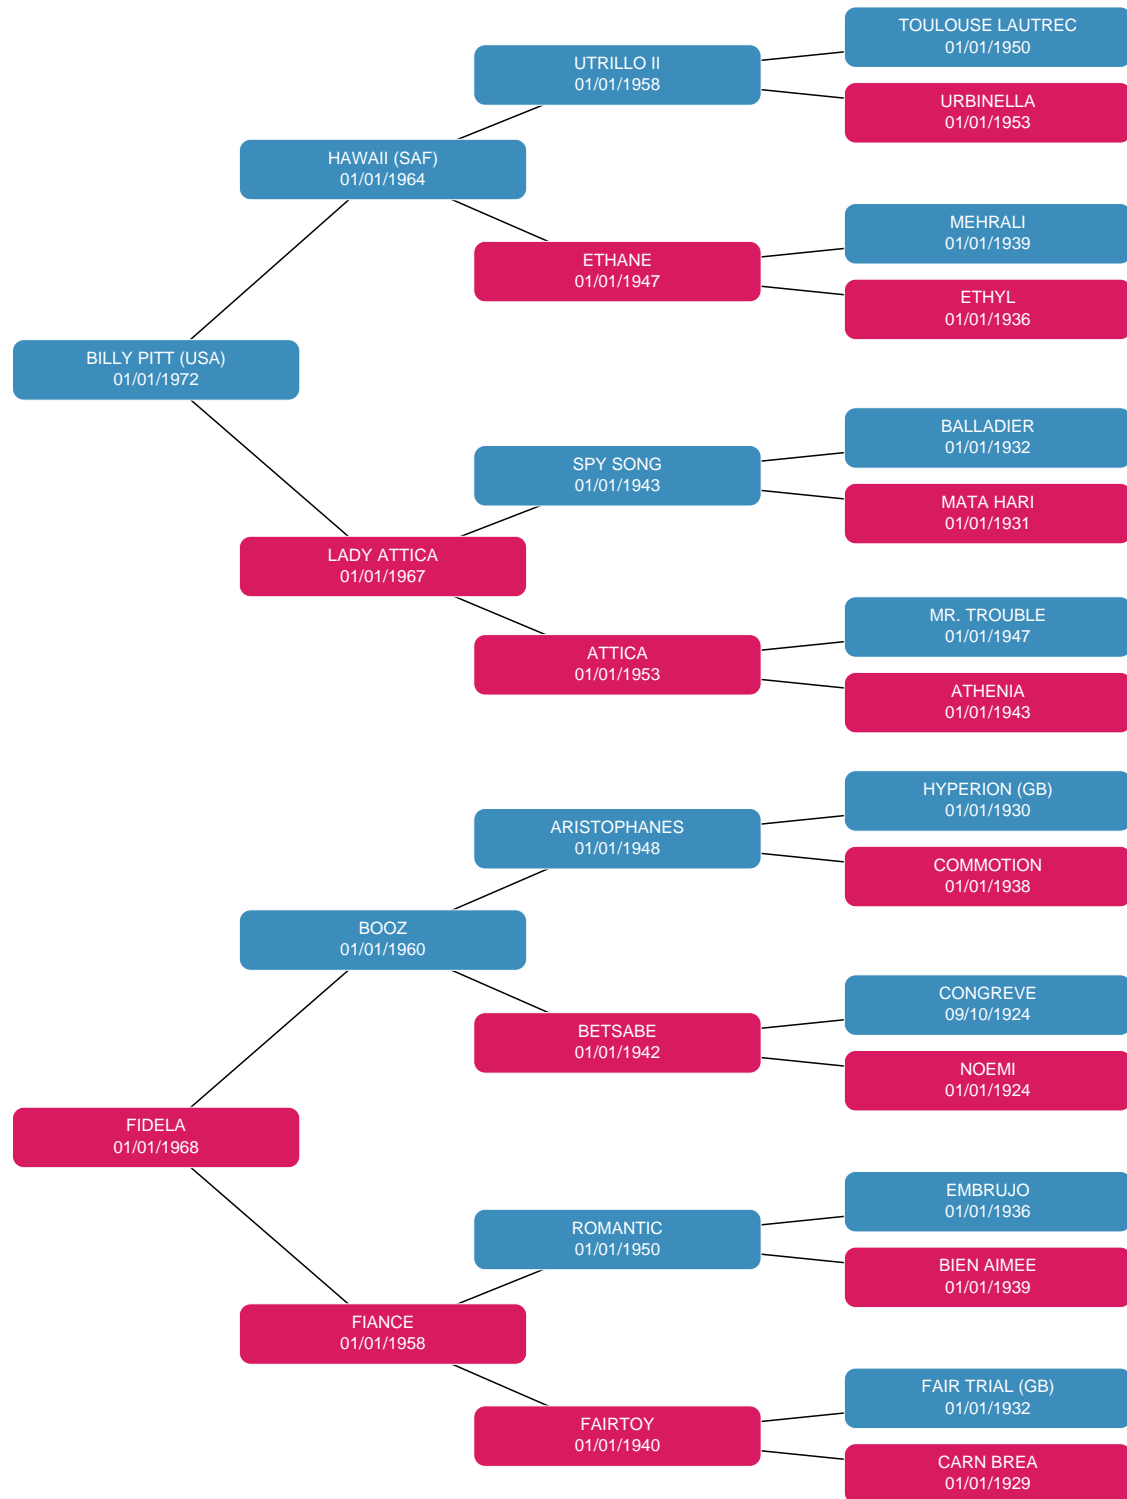 TOULOUSE LAUTREC
01/01/1950
UTRILLO II
01/01/1958
URBINELLA
01/01/1953
HAWAII (SAF)
01/01/1964
MEHRALI
01/01/1939
ETHANE
01/01/1947
ETHYL
01/01/1936
BILLY PITT (USA)
01/01/1972
BALLADIER
01/01/1932
SPY SONG
01/01/1943
MATA HARI
01/01/1931
LADY ATTICA
01/01/1967
MR. TROUBLE
01/01/1947
ATTICA
01/01/1953
ATHENIA
01/01/1943
HYPERION (GB)
01/01/1930
ARISTOPHANES
01/01/1948
COMMOTION
01/01/1938
BOOZ
01/01/1960
CONGREVE
09/10/1924
BETSABE
01/01/1942
NOEMI
01/01/1924
FIDELA
01/01/1968
EMBRUJO
01/01/1936
ROMANTIC
01/01/1950
BIEN AIMEE
01/01/1939
FIANCE
01/01/1958
FAIR TRIAL (GB)
01/01/1932
FAIRTOY
01/01/1940
CARN BREA
01/01/1929